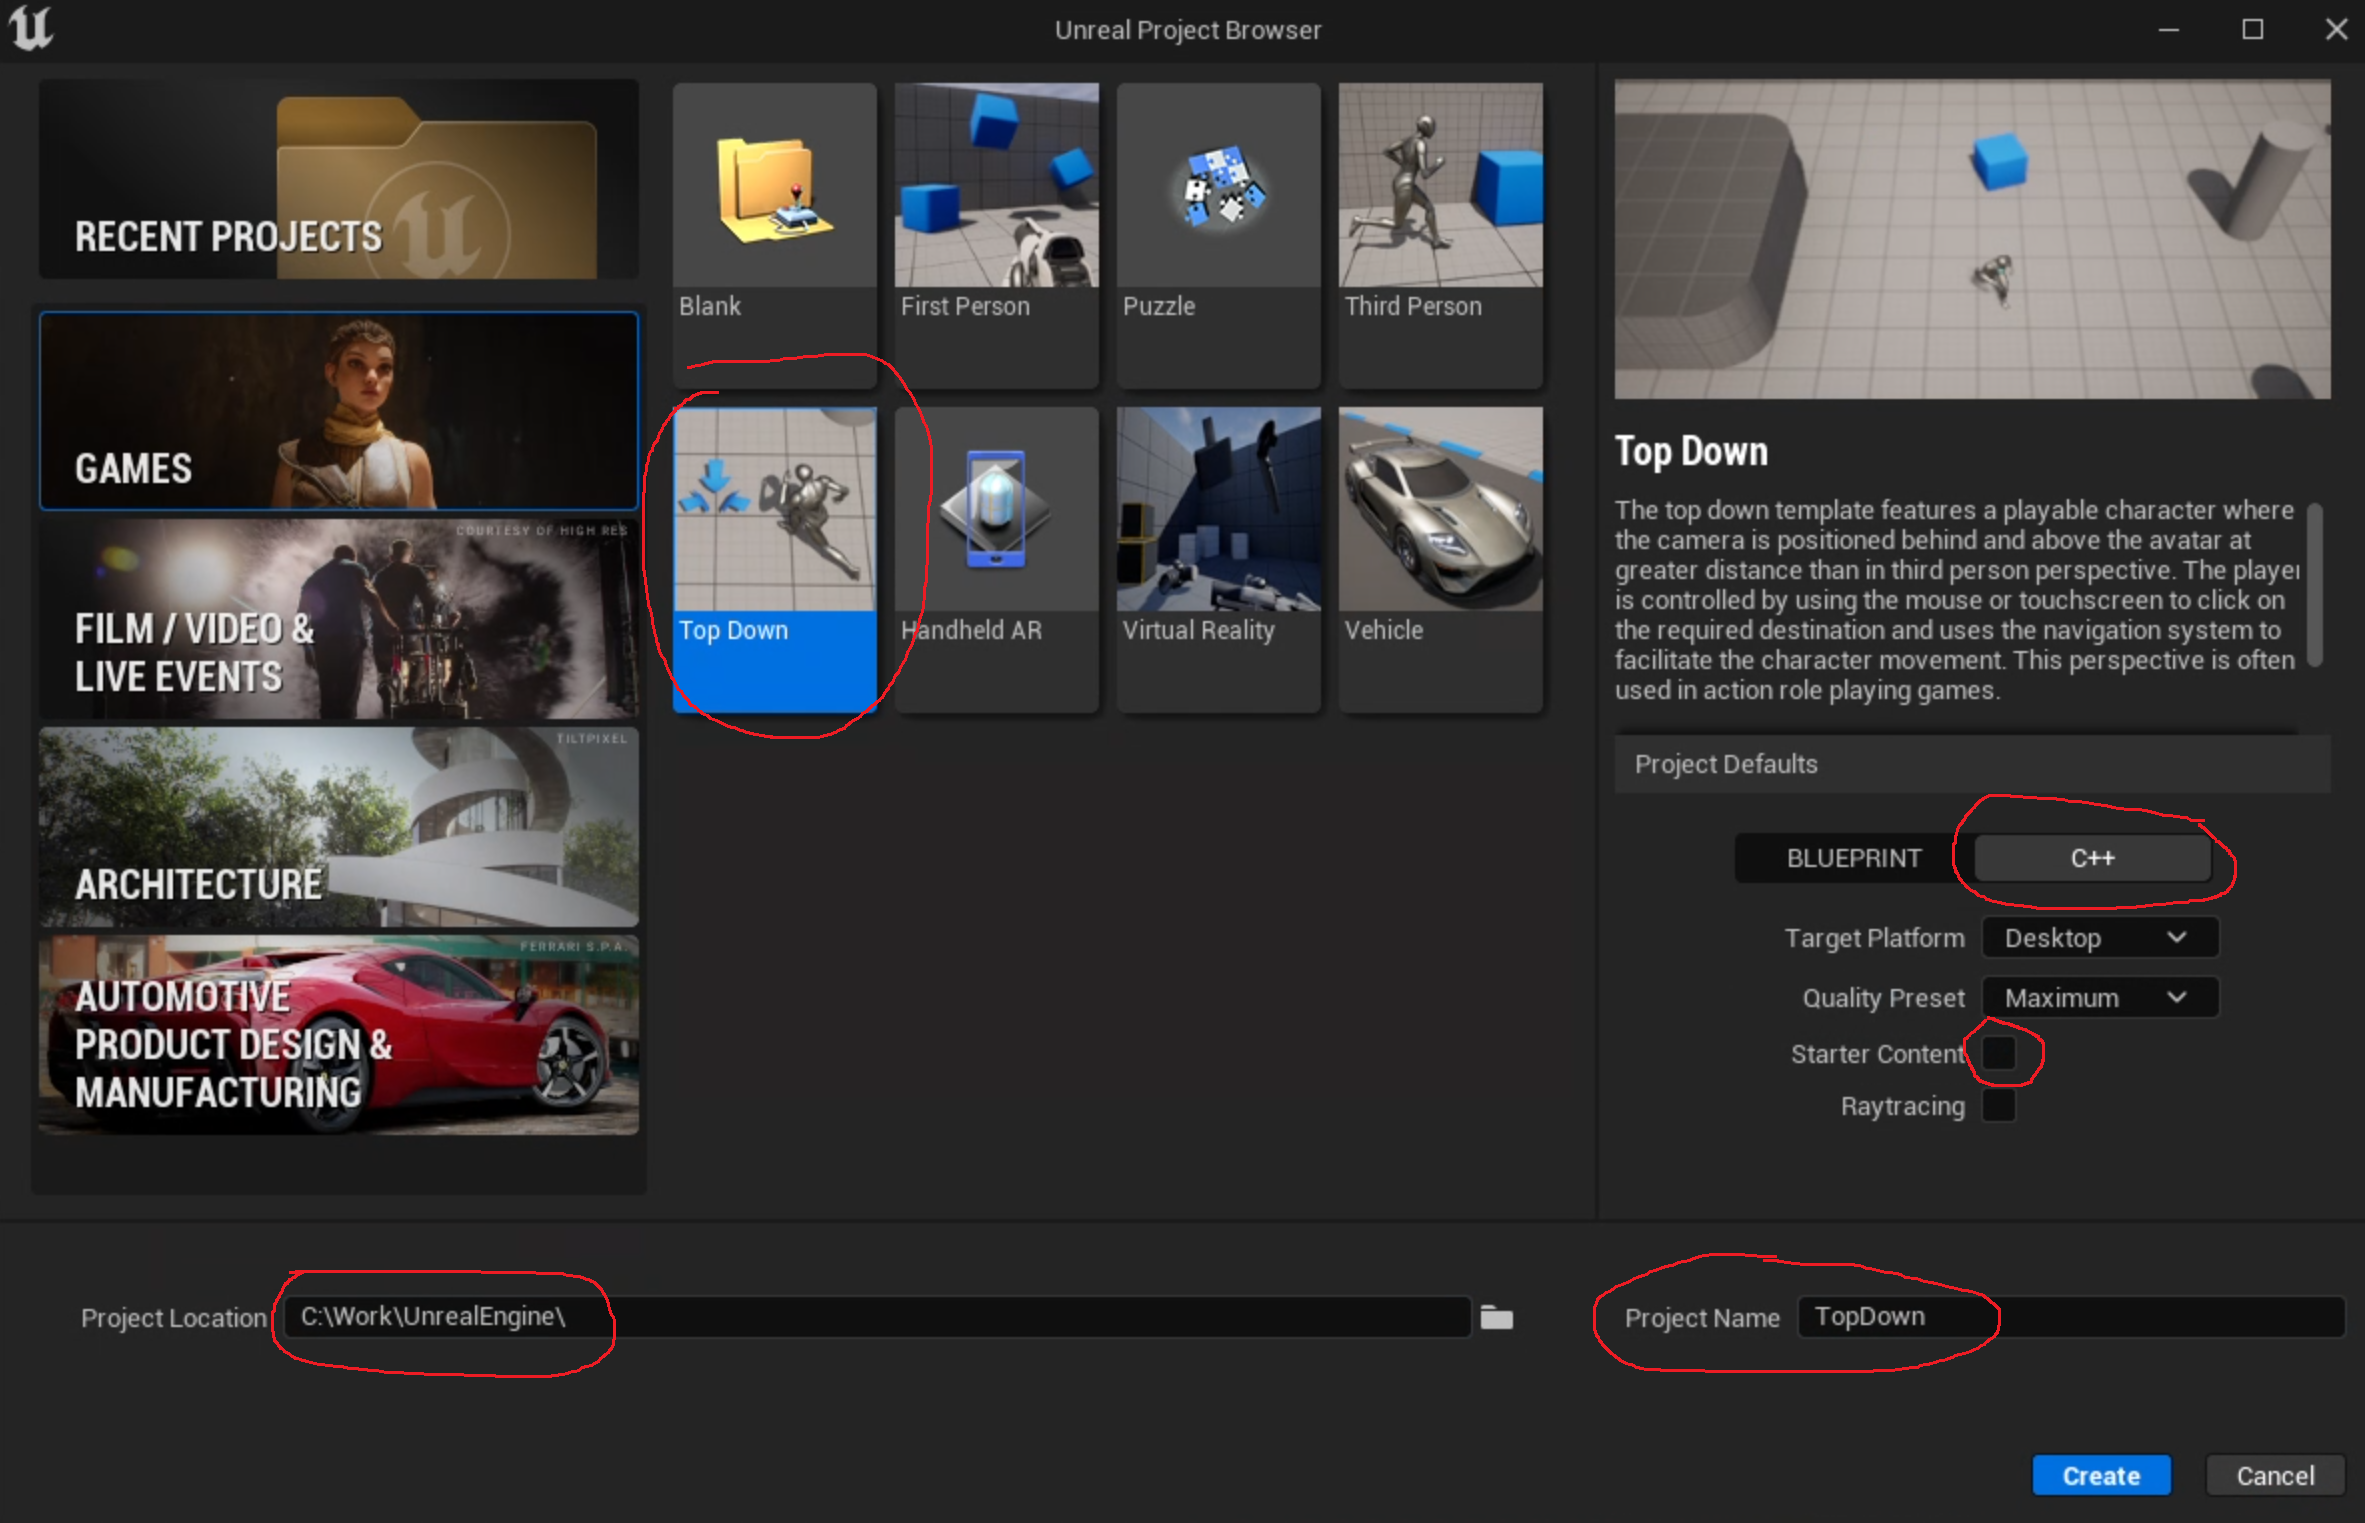 Unreal Project Browser
RECENT PROJECTS
GAMES
COURTESY OF HIGH RES
FILM / VIDEO &
LIVE EVENTS
TILTPIXEL
ARCHITECTURE
FERRARI S.P.A.
AUTOMOTIVE
PRODUCT DESIGN &
MANUFACTURING
Blank
First Person
Puzzle
Third Person
Top Down
Handheld AR
Virtual Reality
Vehicle
Top Down
The top down template features a playable character where
the camera is positioned behind and above the avatar at
greater distance than in third person perspective. The player
is controlled by using the mouse or touchscreen to click on
the required destination and uses the navigation system to
facilitate the character movement. This perspective is often
used in action role playing games.
Project Defaults
BLUEPRINT
C++
Target Platform
Desktop
Quality Preset
Maximum
Starter Content
Raytracing
Project Location
C:\Work\UnrealEngine\
Project Name
TopDown
Create
Cancel